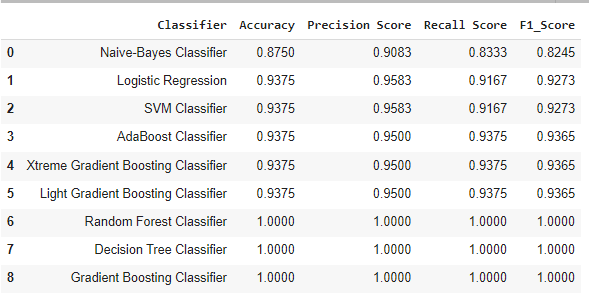 Classifier Accuracy Precision Score Recall Score F1_Score
0 Naive-Bayes Classifier 0.8750 0.9083 0.8333 0.8245
1 Logistic Regression 0.9375 0.9583 0.9167 0.9273
2 SVM Classifier 0.9375 0.9583 0.9167 0.9273
3 AdaBoost Classifier 0.9375 0.9500 0.9375 0.9365
4 Xtreme Gradient Boosting Classifier 0.9375 0.9500 0.9375 0.9365
5 Light Gradient Boosting Classifier 0.9375 0.9500 0.9375 0.9365
6 Random Forest Classifier 1.0000 1.0000 1.0000 1.0000
7 Decision Tree Classifier 1.0000 1.0000 1.0000 1.0000
8 Gradient Boosting Classifier 1.0000 1.0000 1.0000 1.0000